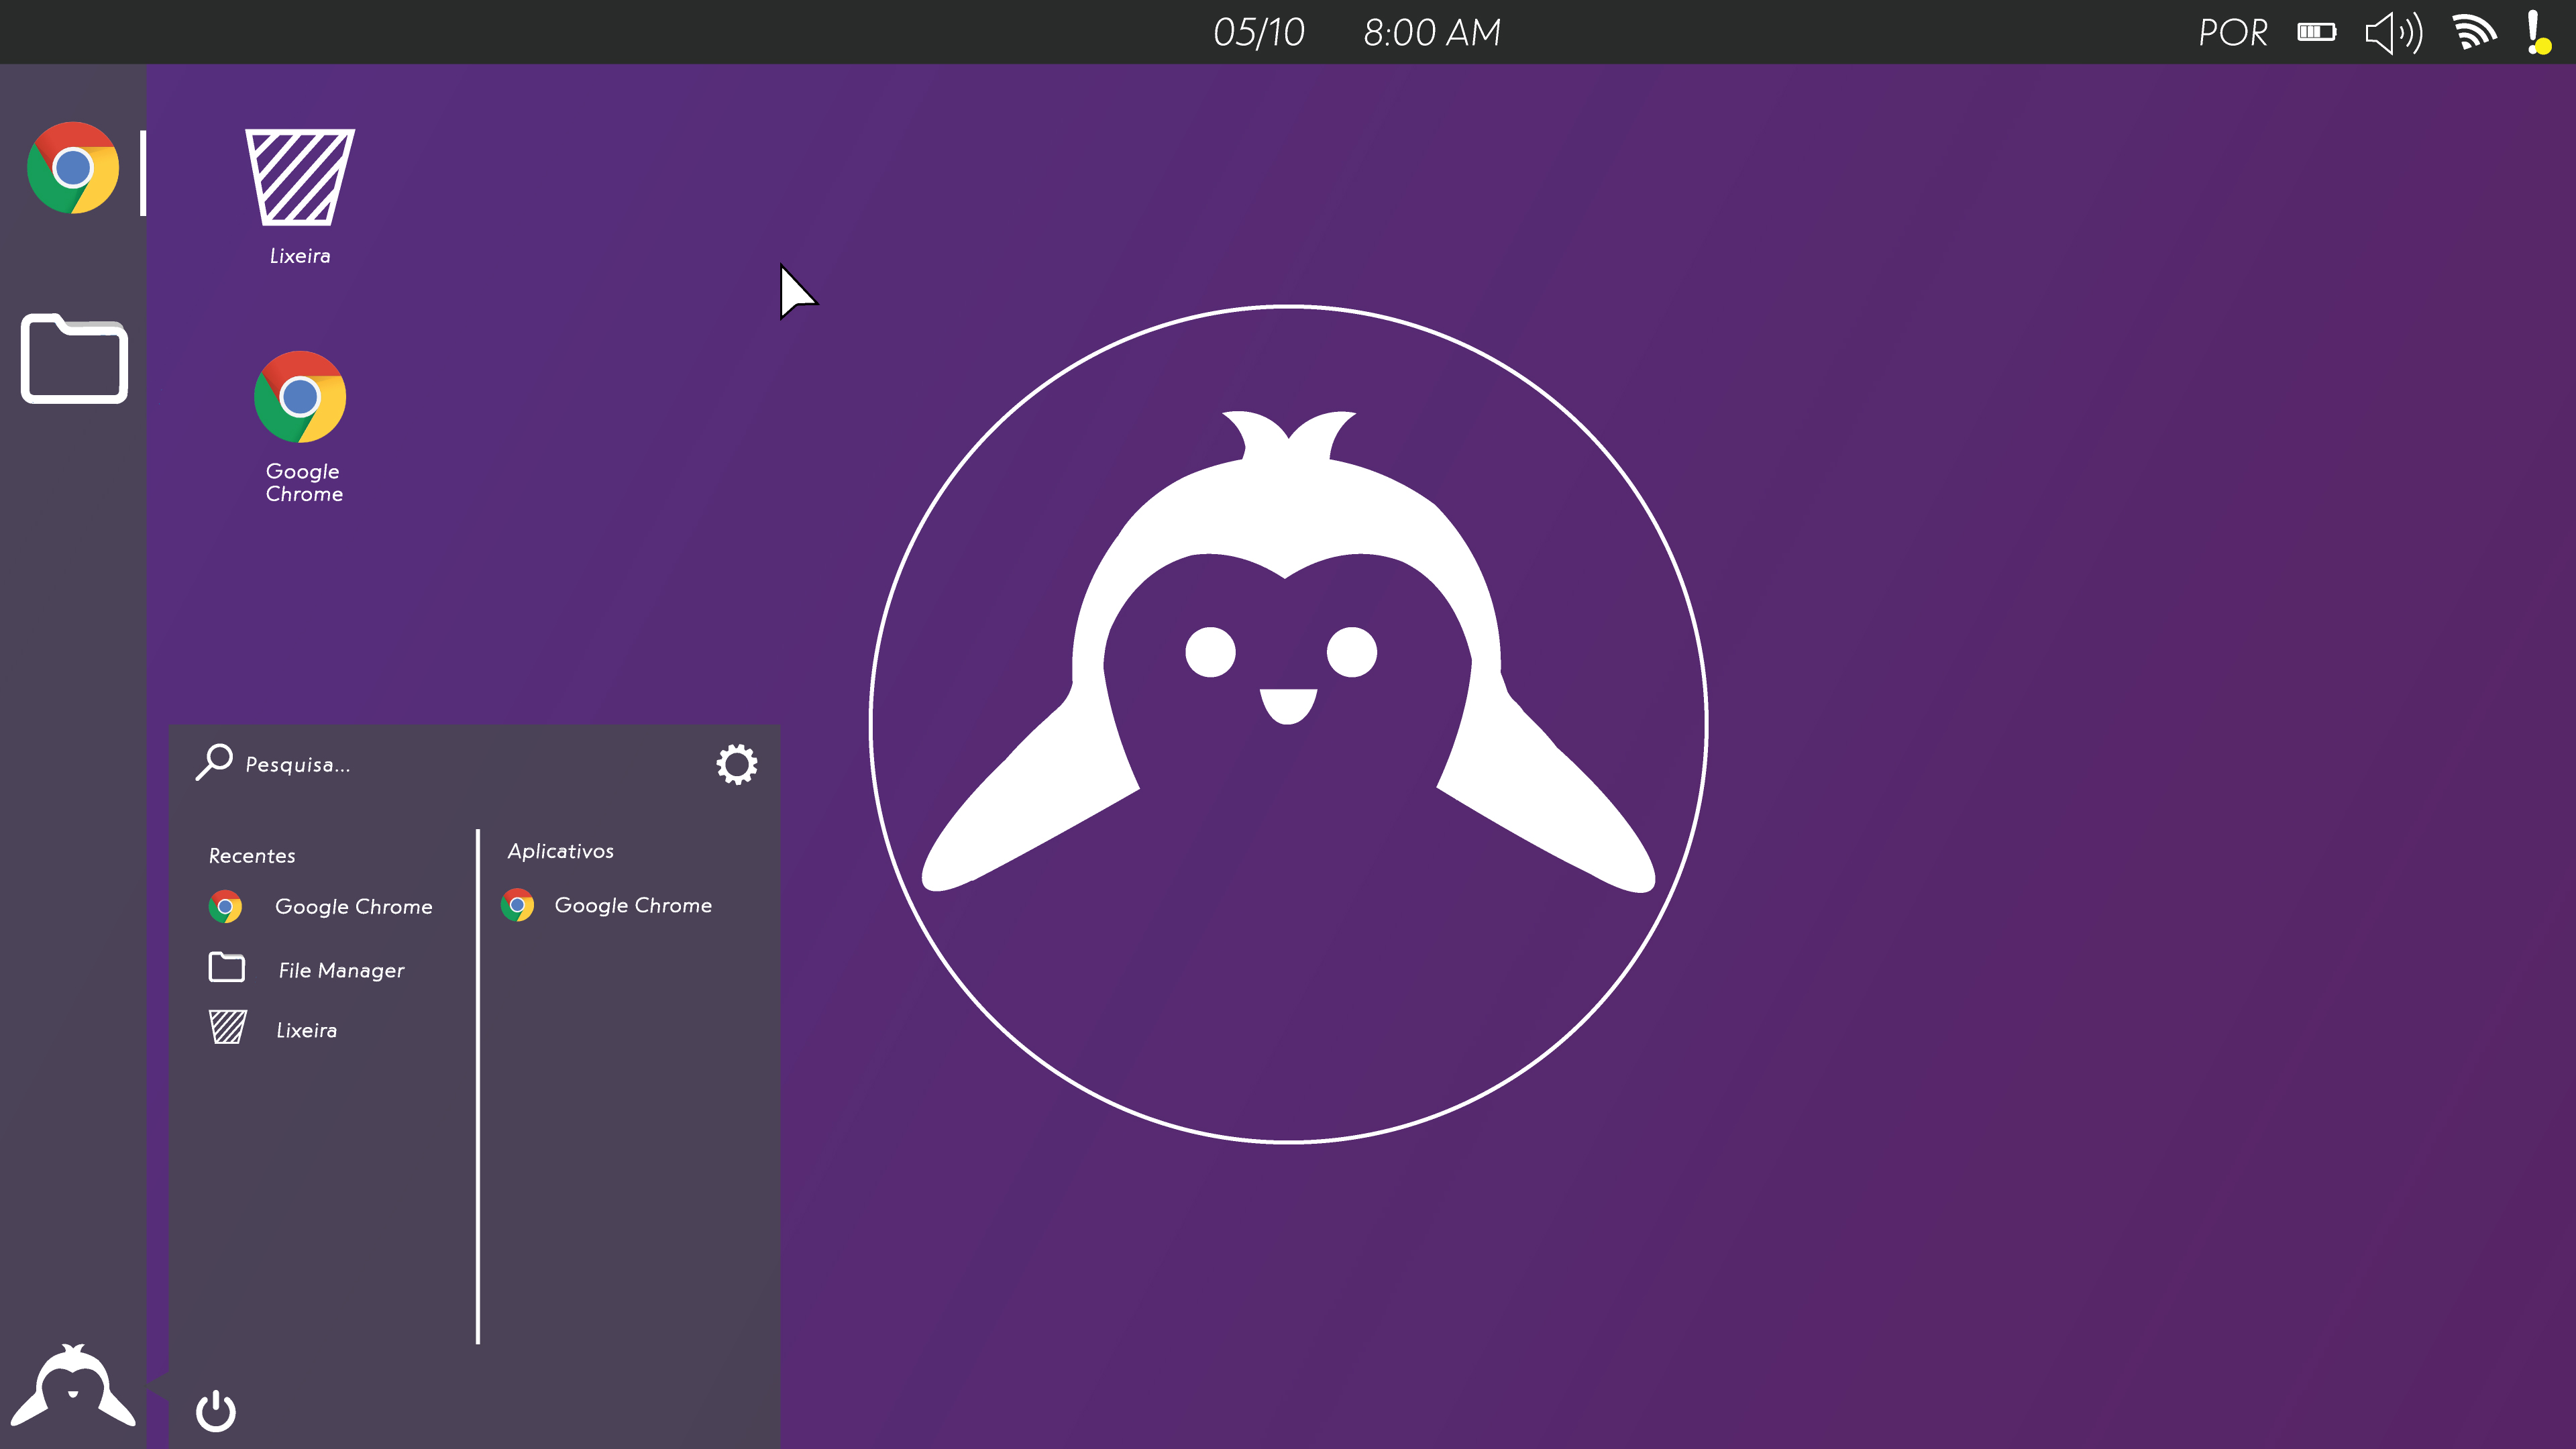 05/10 8:00 AM POR
Lixeira
Google
Chrome
Pesquisa...
Recentes
Google Chrome
File Manager
Lixeira
Aplicativos
Google Chrome